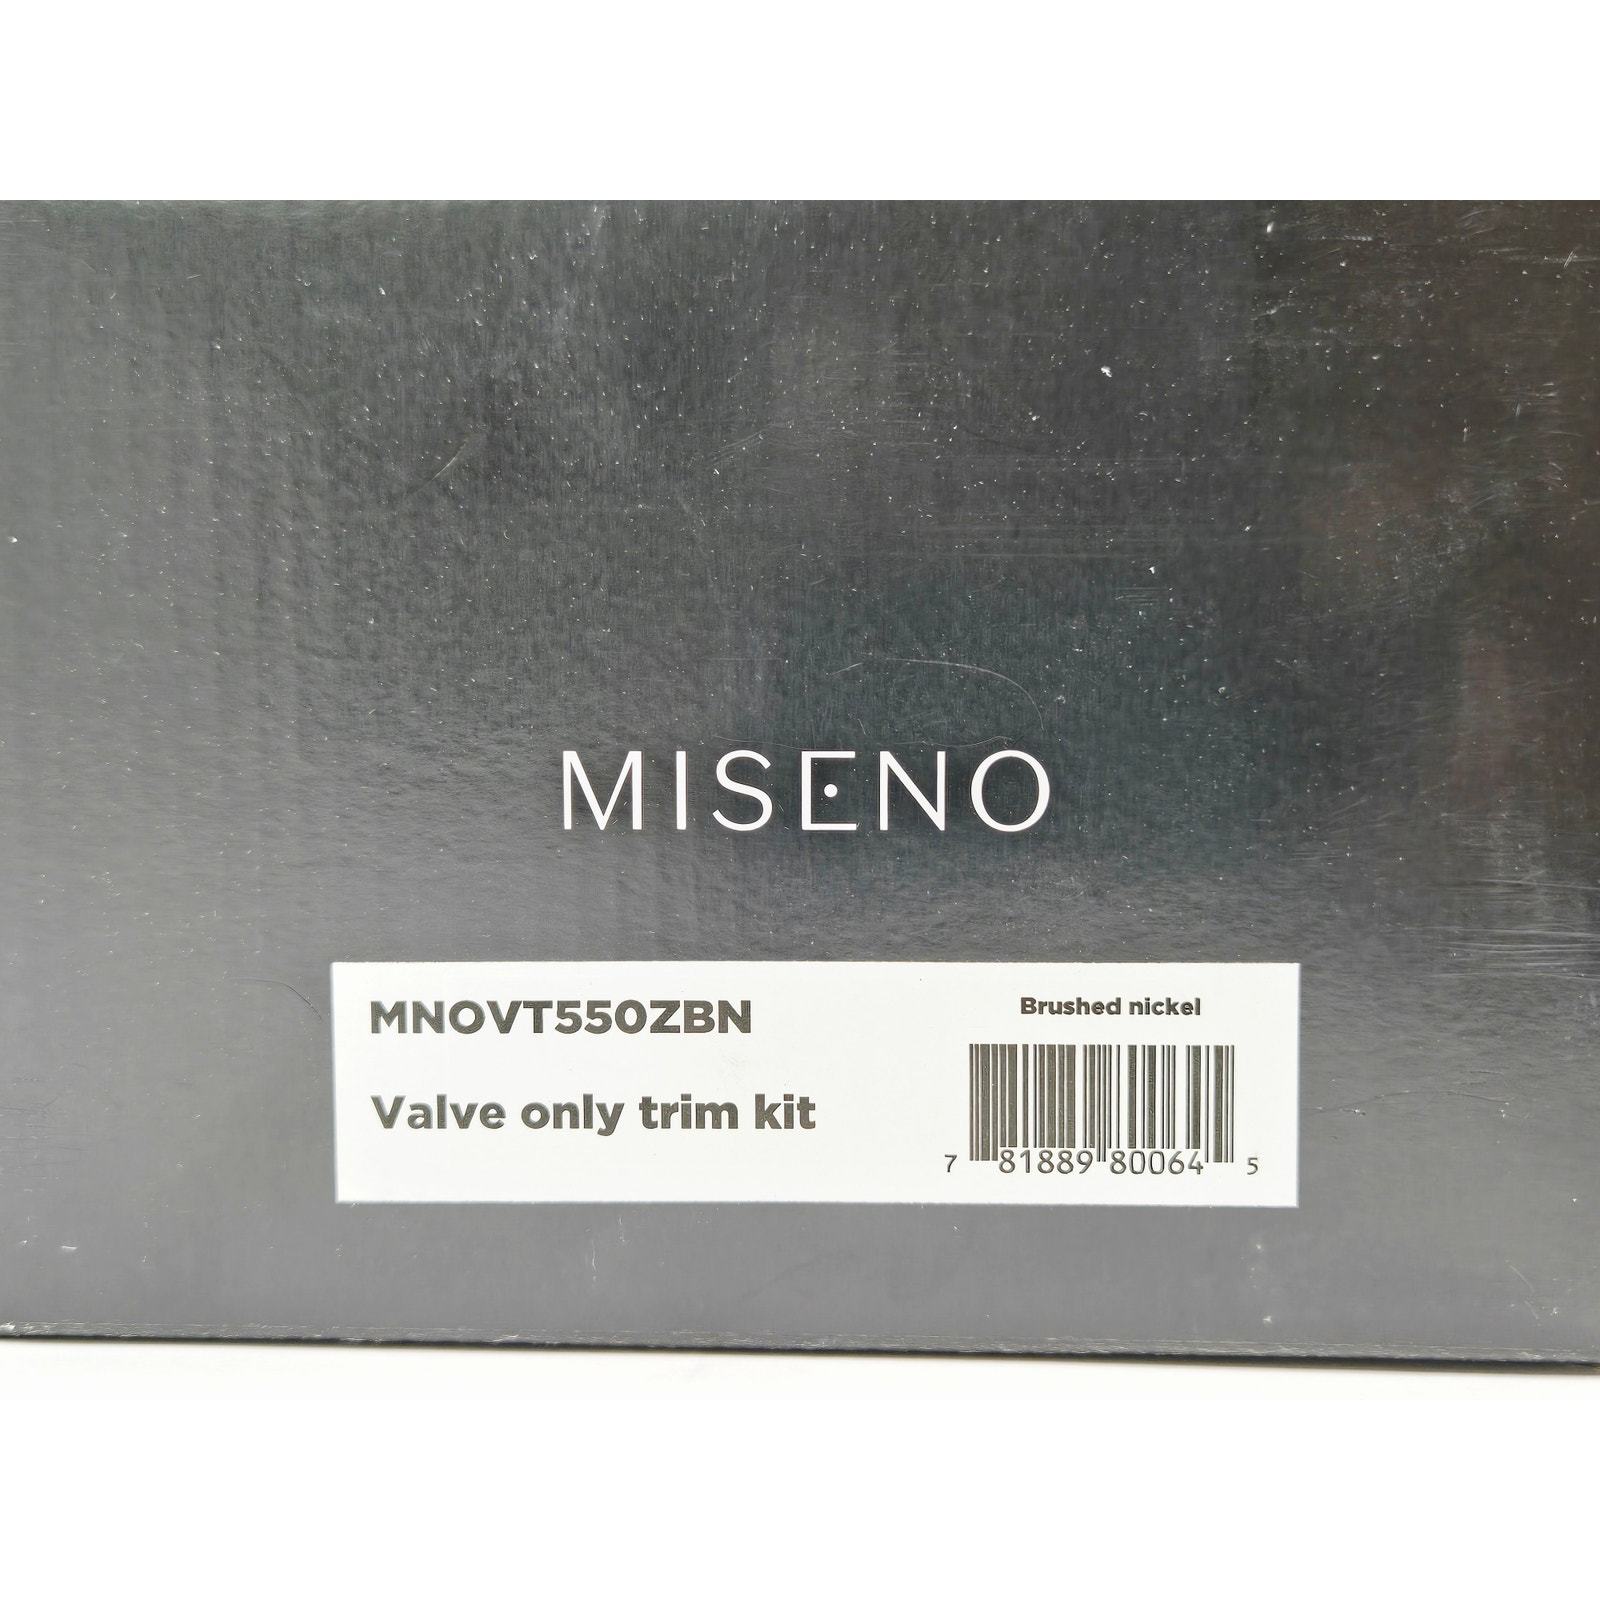 MISENO
MNOVT550ZBN
Brushed nickel
Valve only trim kit
7 81889 80064 5